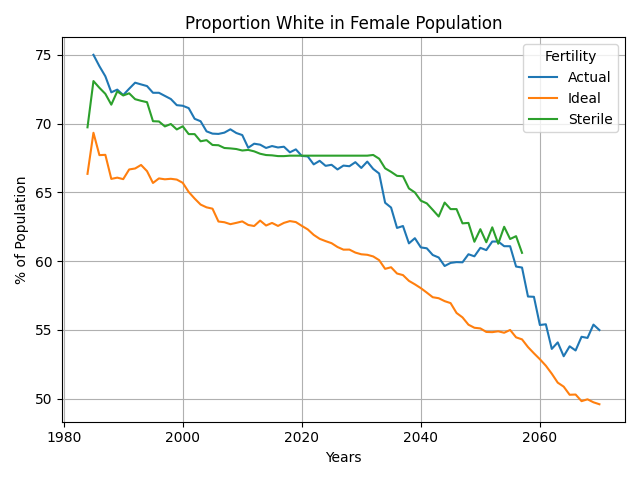 Proportion White in Female Population
Fertility
Actual
Ideal
Sterile
% of Population
75
70
65
60
55
50
1980
2000
2020
2040
2060
Years